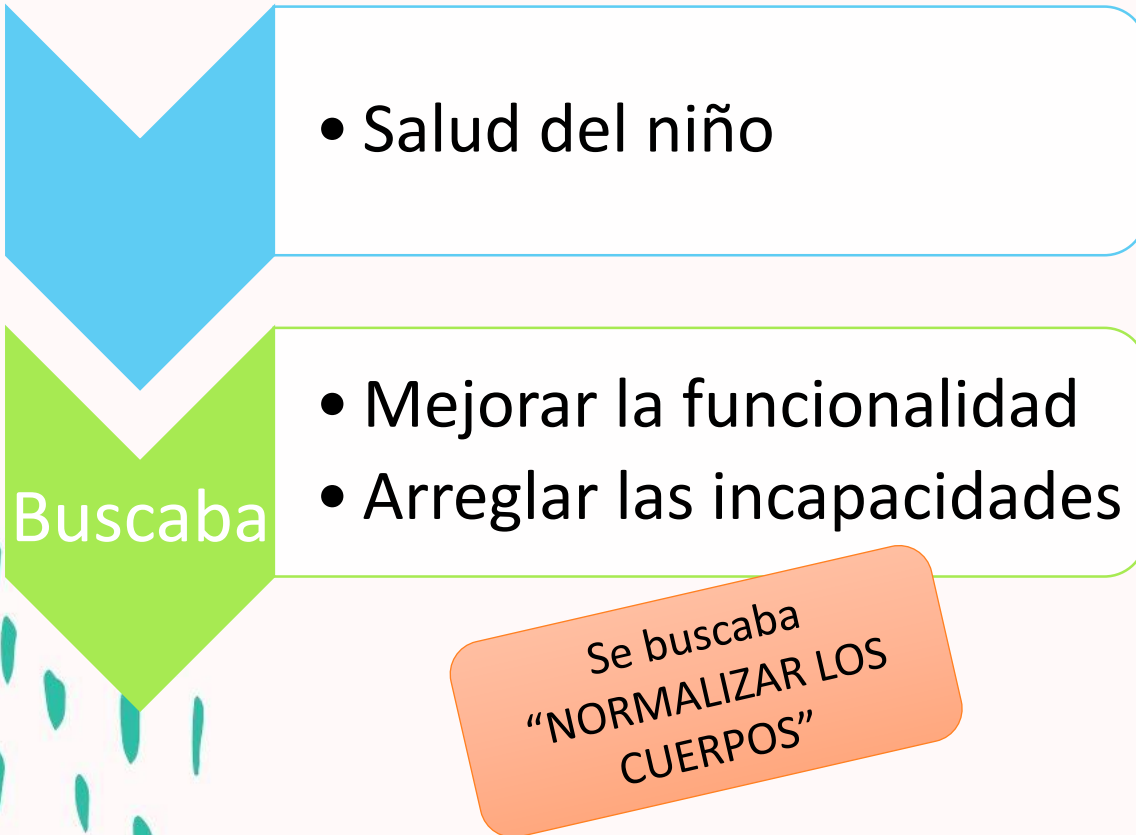 • Salud del niño
Buscaba
• Mejorar la funcionalidad
• Arreglar las incapacidades
Se buscaba
“NORMALIZAR LOS
CUERPOS”